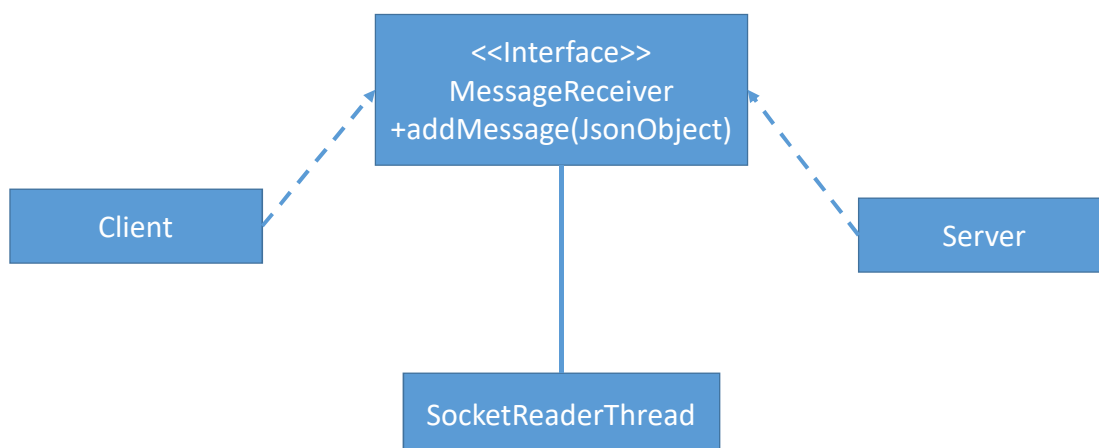 <<Interface>>
MessageReceiver
+addMessage(JsonObject)
Client
Server
SocketReaderThread